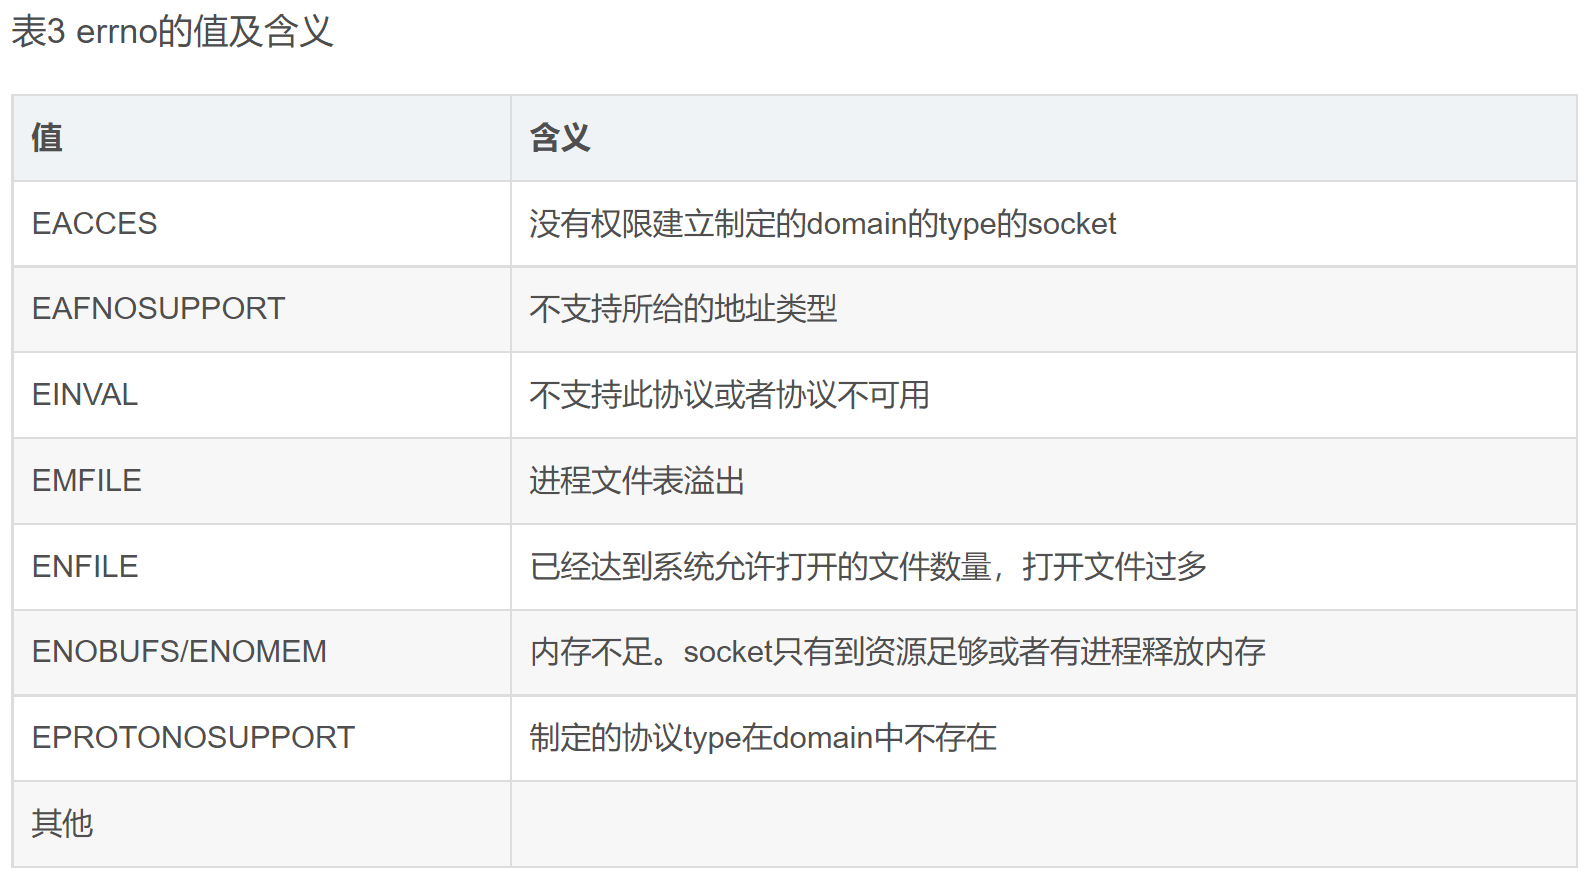 表3 errno的值及含义
值 含义
EACCES 没有权限建立制定的domain的type的socket
EAFNOSUPPORT 不支持所给的地址类型
EINVAL 不支持此协议或者协议不可用
EMFILE 进程文件表溢出
ENFILE 已经达到系统允许打开的文件数量，打开文件过多
ENOBUFS/ENOMEM 内存不足。socket只有到资源足够或者有进程释放内存
EPROTONOSUPPORT 制定的协议type在domain中不存在
其他